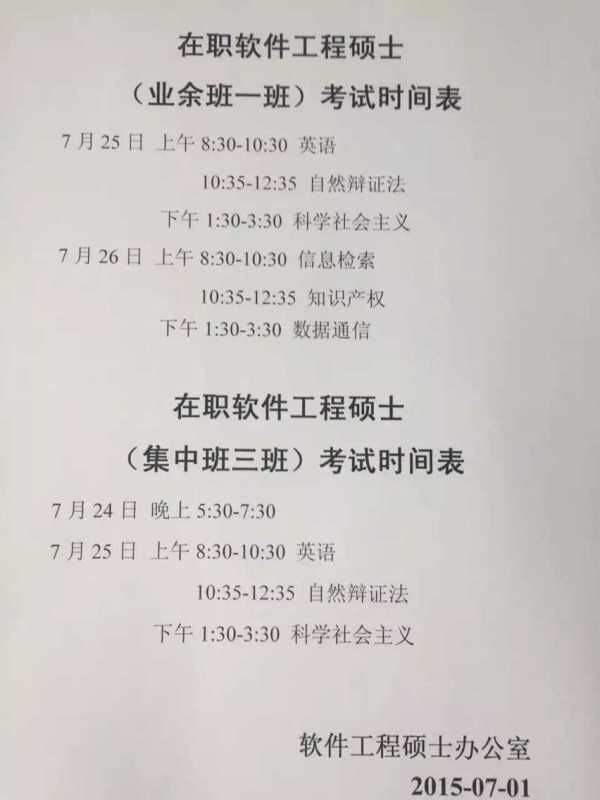 在职软件工程硕士
（业余班一班）考试时间表
7月25日 上午8:30-10:30 英语
10:35-12:35 自然辩证法
下午1:30-3:30 科学社会主义
7月26日 上午8:30-10:30 信息检索
10:35-12:35 知识产权
下午1:30-3:30 数据通信
在职软件工程硕士
（集中班三班）考试时间表
7月24日 晚上5:30-7:30
7月25日 上午8:30-10:30 英语
10:35-12:35 自然辩证法
下午1:30-3:30 科学社会主义
软件工程硕士办公室
2015-07-01